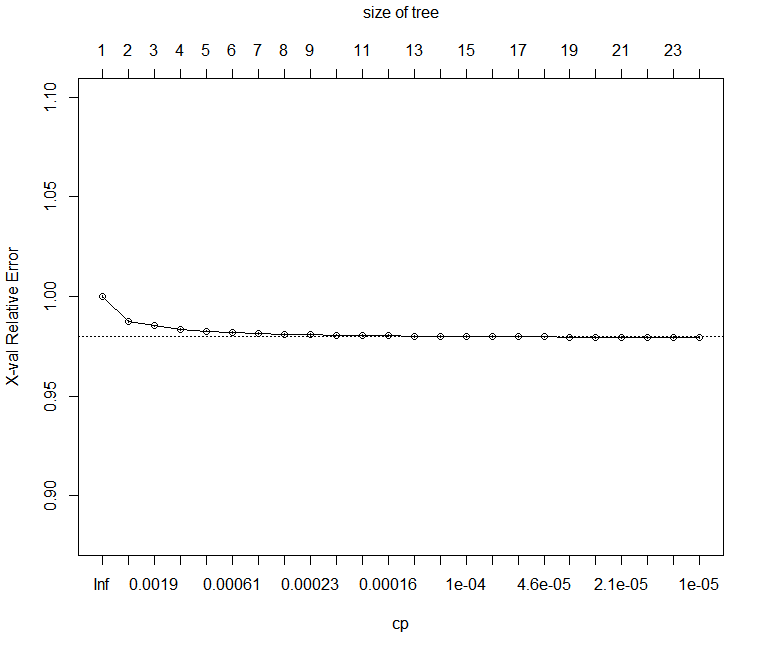 size of tree
1 2 3 4 5 6 7 8 9 11 13 15 17 19 21 23
1.10
1.05
1.00
0.95
0.90
X-val Relative Error
Inf 0.0019 0.00061 0.00023 0.00016 1e-04 4.6e-05 2.1e-05 1e-05
cp